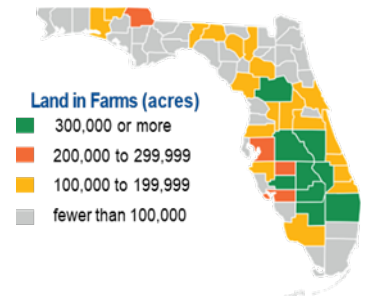 Land in Farms (acres)
300,000 or more
200,000 to 299,999
100,000 to 199,999
fewer than 100,000